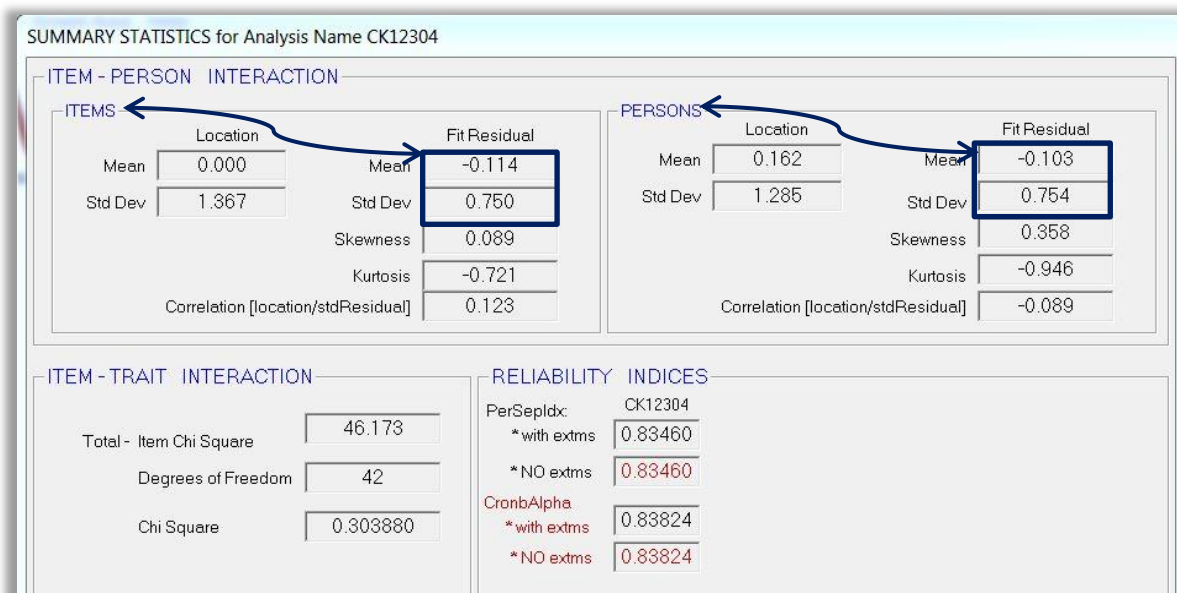 SUMMARY STATISTICS for Analysis Name CK12304
ITEM - PERSON INTERACTION
ITEMS
Location Fit Residual
Mean 0.000 Mean -0.114
Std Dev 1.367 Std Dev 0.750
Skewness 0.089
Kurtosis -0.721
Correlation [location/stdResidual] 0.123
PERSONS
Location Fit Residual
Mean 0.162 Mean -0.103
Std Dev 1.285 Std Dev 0.754
Skewness 0.358
Kurtosis -0.946
Correlation [location/stdResidual] -0.089
ITEM - TRAIT INTERACTION
Total - Item Chi Square 46.173
Degrees of Freedom 42
Chi Square 0.303880
RELIABILITY INDICES
PerSepIdx: CK12304
*with extms 0.83460
*NO extms 0.83460
CronbAlpha
*with extms 0.83824
*NO extms 0.83824